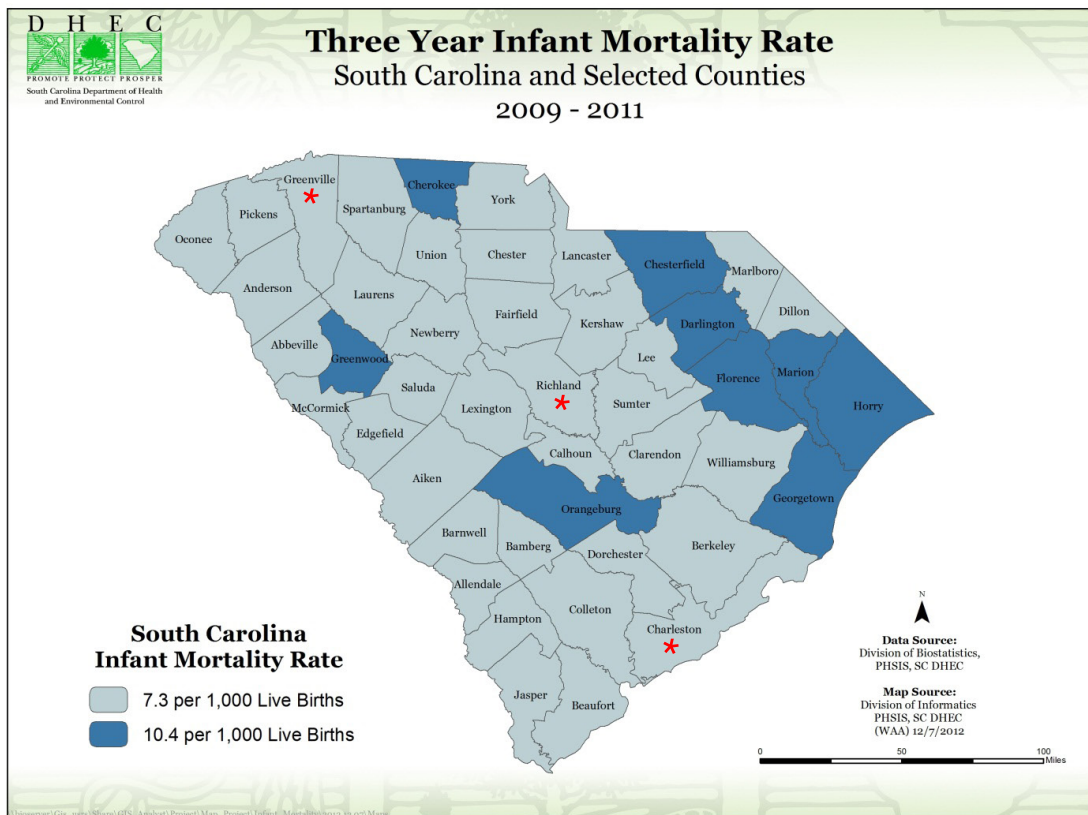 D H E C
PROMOTE PROTECT PROSPER
South Carolina Department of Health
and Environmental Control
Three Year Infant Mortality Rate
South Carolina and Selected Counties
2009 - 2011
Greenville
Cherokee
York
Pickens
Spartanburg
Oconee
Union
Chester
Lancaster
Chesterfield
Marlboro
Anderson
Laurens
Dillon
Fairfield
Kershaw
Darlington
Newberry
Abbeville
Greenwood
Lee
Florence
Marion
Richland
Saluda
McCormick
Lexington
Sumter
Horry
Edgefield
Calhoun
Clarendon
Williamsburg
Aiken
Georgetown
Orangeburg
Barnwell
Bamberg
Dorchester
Berkeley
Allendale
Colleton
Hampton
Charleston
Jasper
Beaufort
South Carolina
Infant Mortality Rate
7.3 per 1,000 Live Births
10.4 per 1,000 Live Births
N
Data Source:
Division of Biostatistics,
PHSIS, SC DHEC
Map Source:
Division of Informatics
PHSIS, SC DHEC
(WAA) 12/7/2012
0 50 100
Miles